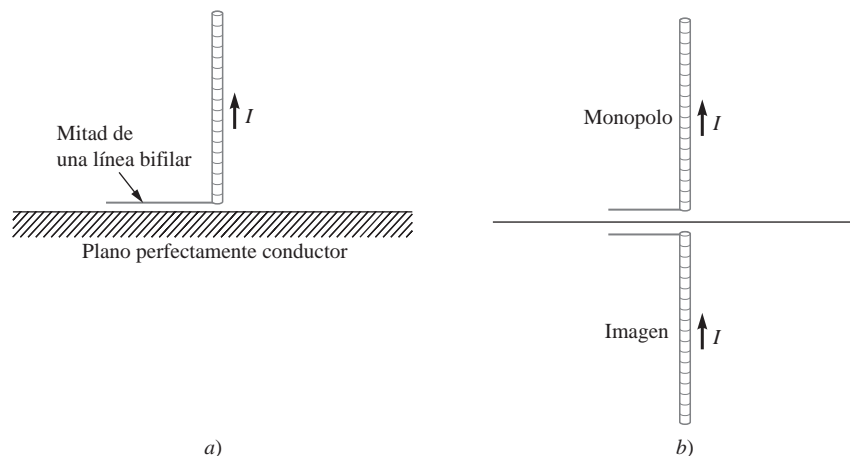 I
Mitad de
una línea bifilar
Plano perfectamente conductor
a)
Monopolo
I
Imagen
I
b)